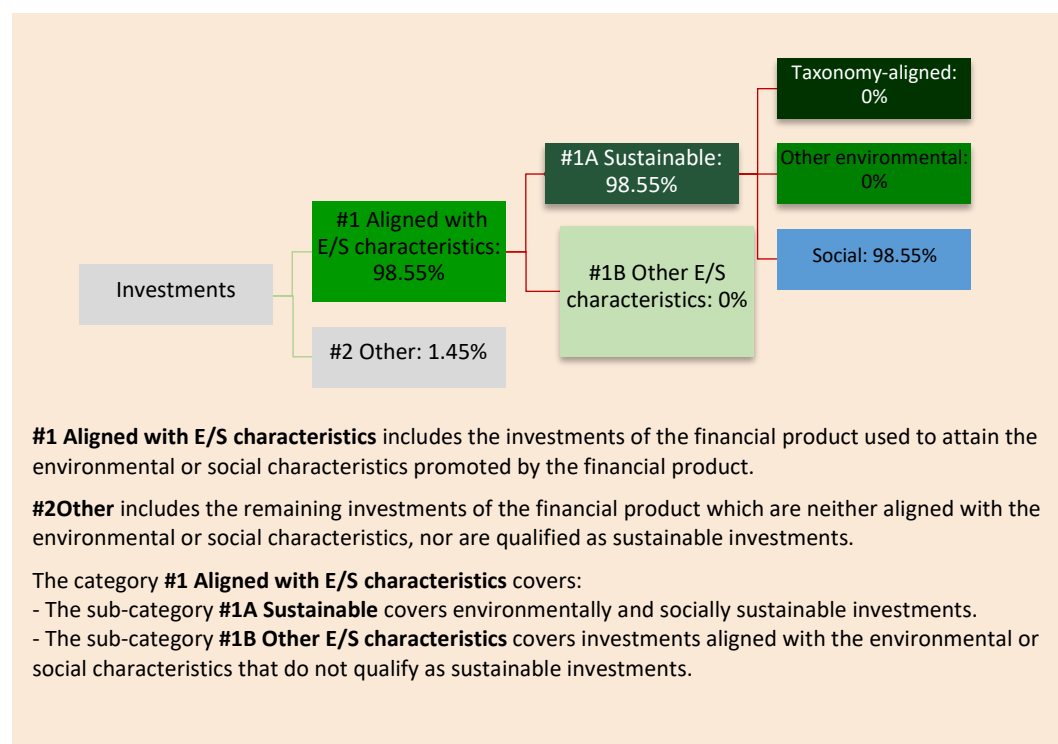 Taxonomy-aligned:
0%
#1A Sustainable:
98.55%
Other environmental:
0%
#1 Aligned with
E/S characteristics:
98.55%
Social: 98.55%
#1B Other E/S
characteristics: 0%
Investments
#2 Other: 1.45%
#1 Aligned with E/S characteristics includes the investments of the financial product used to attain the
environmental or social characteristics promoted by the financial product.
#2Other includes the remaining investments of the financial product which are neither aligned with the
environmental or social characteristics, nor are qualified as sustainable investments.
The category #1 Aligned with E/S characteristics covers:
- The sub-category #1A Sustainable covers environmentally and socially sustainable investments.
- The sub-category #1B Other E/S characteristics covers investments aligned with the environmental or
social characteristics that do not qualify as sustainable investments.